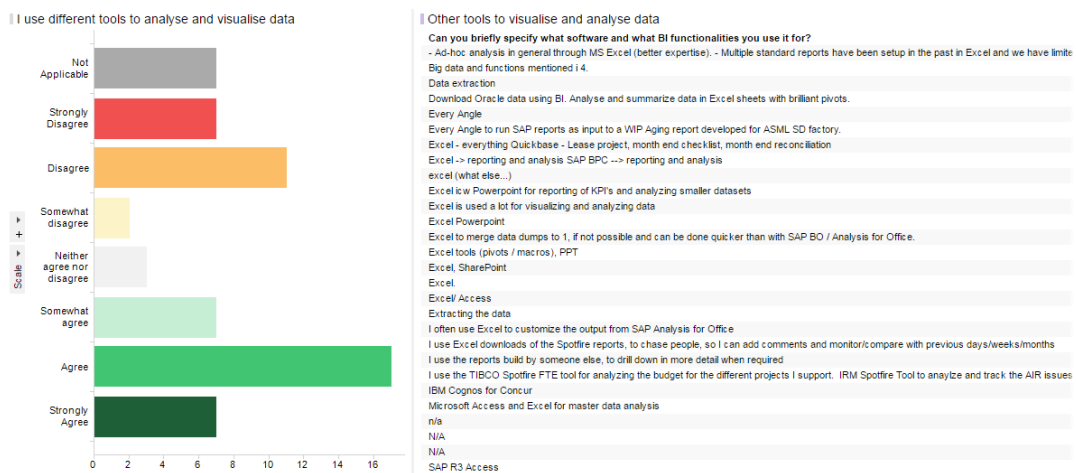 I use different tools to analyse and visualise data
Not
Applicable
Strongly
Disagree
Disagree
Somewhat
disagree
Neither
agree nor
disagree
Somewhat
agree
Agree
Strongly
Agree
+
Scale
0 2 4 6 8 10 12 14 16
Other tools to visualise and analyse data
Can you briefly specify what software and what BI functionalities you use it for?
- Ad-hoc analysis in general through MS Excel (better expertise). - Multiple standard reports have been setup in the past in Excel and we have limite
Big data and functions mentioned i 4.
Data extraction
Download Oracle data using BI. Analyse and summarize data in Excel sheets with brilliant pivots.
Every Angle
Every Angle to run SAP reports as input to a WIP Aging report developed for ASML SD factory.
Excel - everything Quickbase - Lease project, month end checklist, month end reconciliation
Excel -> reporting and analysis SAP BPC --> reporting and analysis
excel (what else...)
Excel icw Powerpoint for reporting of KPI's and analyzing smaller datasets
Excel is used a lot for visualizing and analyzing data
Excel Powerpoint
Excel to merge data dumps to 1, if not possible and can be done quicker than with SAP BO / Analysis for Office.
Excel tools (pivots / macros), PPT
Excel, SharePoint
Excel.
Excel/ Access
Extracting the data
I often use Excel to customize the output from SAP Analysis for Office
I use Excel downloads of the Spotfire reports, to chase people, so I can add comments and monitor/compare with previous days/weeks/months
I use the reports build by someone else, to drill down in more detail when required
I use the TIBCO Spotfire FTE tool for analyzing the budget for the different projects I support. IRM Spotfire Tool to anaylze and track the AIR issues
IBM Cognos for Concur
Microsoft Access and Excel for master data analysis
n/a
N/A
N/A
SAP R3 Access